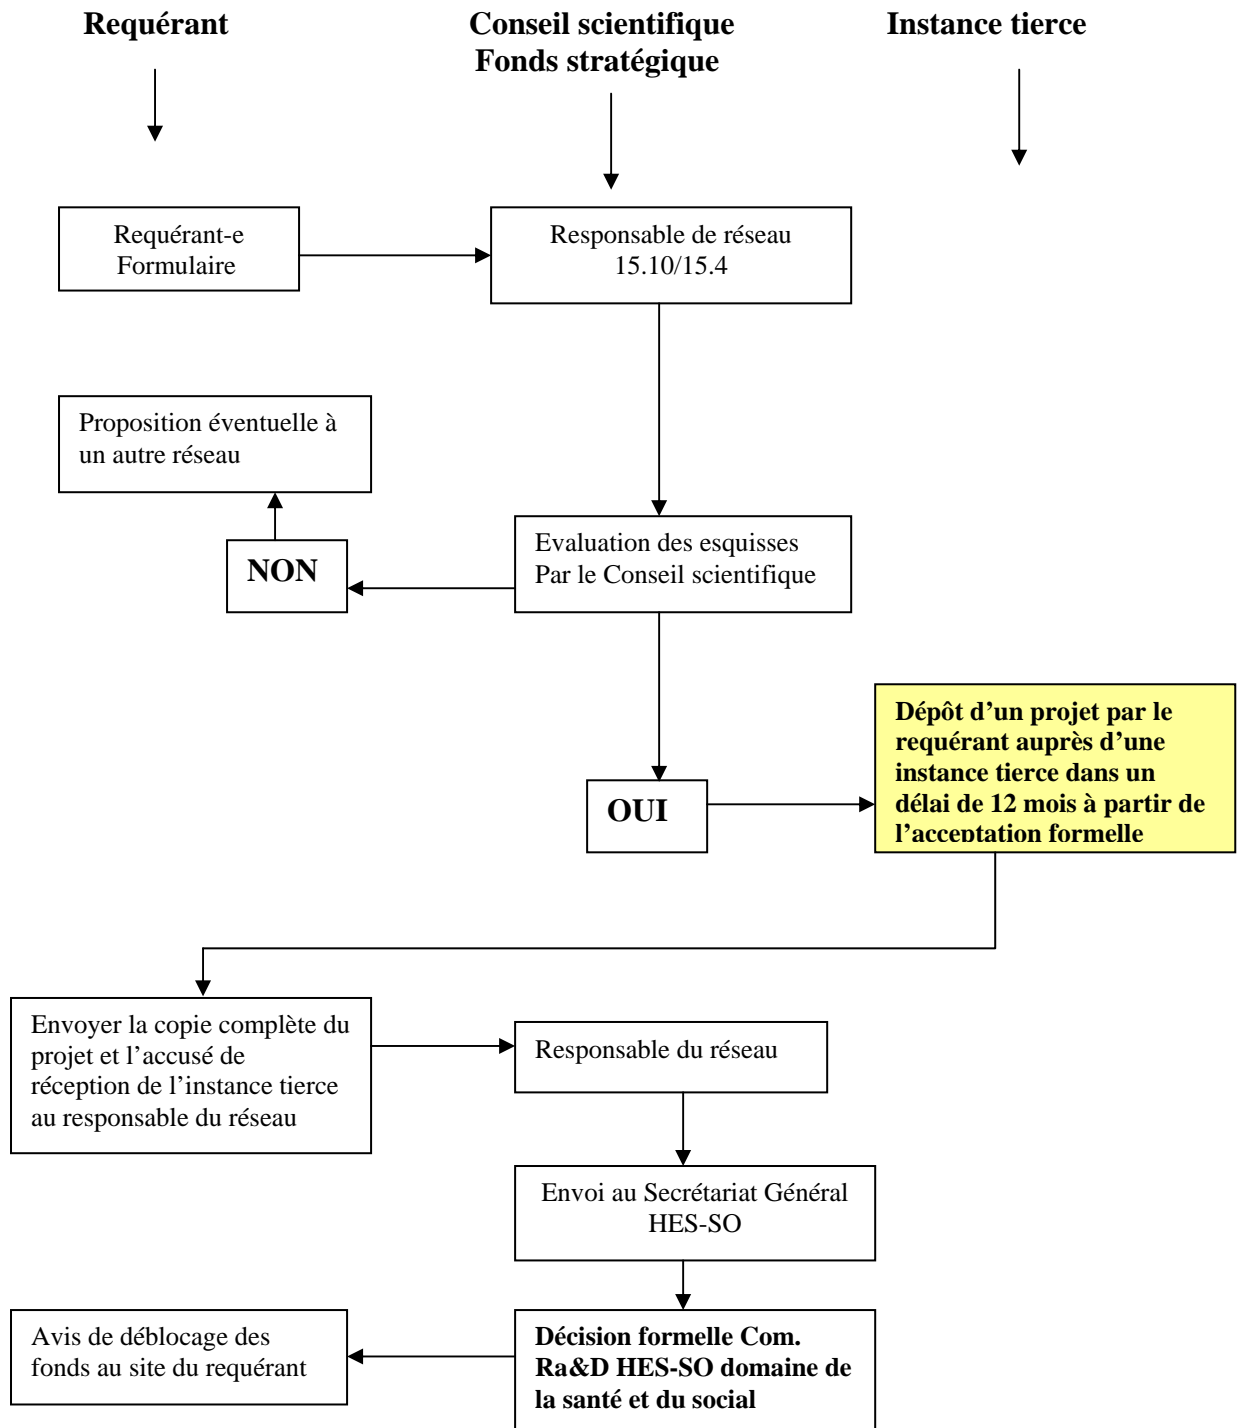 Requérant
Conseil scientifique
Fonds stratégique
Instance tierce
Requérant-e
Formulaire
Responsable de réseau
15.10/15.4
Proposition éventuelle à
un autre réseau
NON
Evaluation des esquisses
Par le Conseil scientifique
OUI
Dépôt d’un projet par le
requérant auprès d’une
instance tierce dans un
délai de 12 mois à partir de
l’acceptation formelle
Envoyer la copie complète du
projet et l’accusé de
réception de l’instance tierce
au responsable du réseau
Responsable du réseau
Envoi au Secrétariat Général
HES-SO
Avis de déblocage des
fonds au site du requérant
Décision formelle Com.
Ra&D HES-SO domaine de
la santé et du social